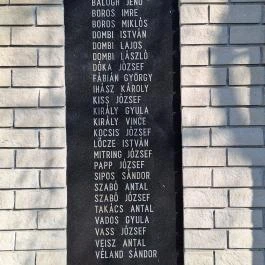 BALOGH JENŐ
BOROS IMRE
BOROS MIKLÓS
DOMBI ISTVÁN
DOMBI LAJOS
DOMBI LÁSZLÓ
DÓKA JÓZSEF
FÁBIÁN GYÖRGY
IHÁSZ KÁROLY
KISS JÓZSEF
KIRÁLY GYULA
KIRÁLY VINCE
KOCSIS JÓZSEF
LŐCZE ISTVÁN
MITRING JÓZSEF
PAPP JÓZSEF
SIPOS SÁNDOR
SZABÓ ANTAL
SZABÓ JÓZSEF
TAKÁCS ANTAL
VADOS GYULA
VASS JÓZSEF
VEISZ ANTAL
VÉLAND SÁNDOR